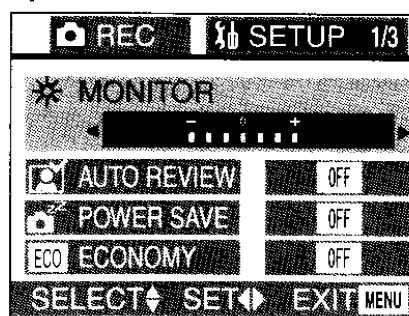 REC SETUP 1/3
MONITOR
- 0 +
AUTO REVIEW OFF
POWER SAVE OFF
ECO ECONOMY OFF
SELECT SET EXIT MENU